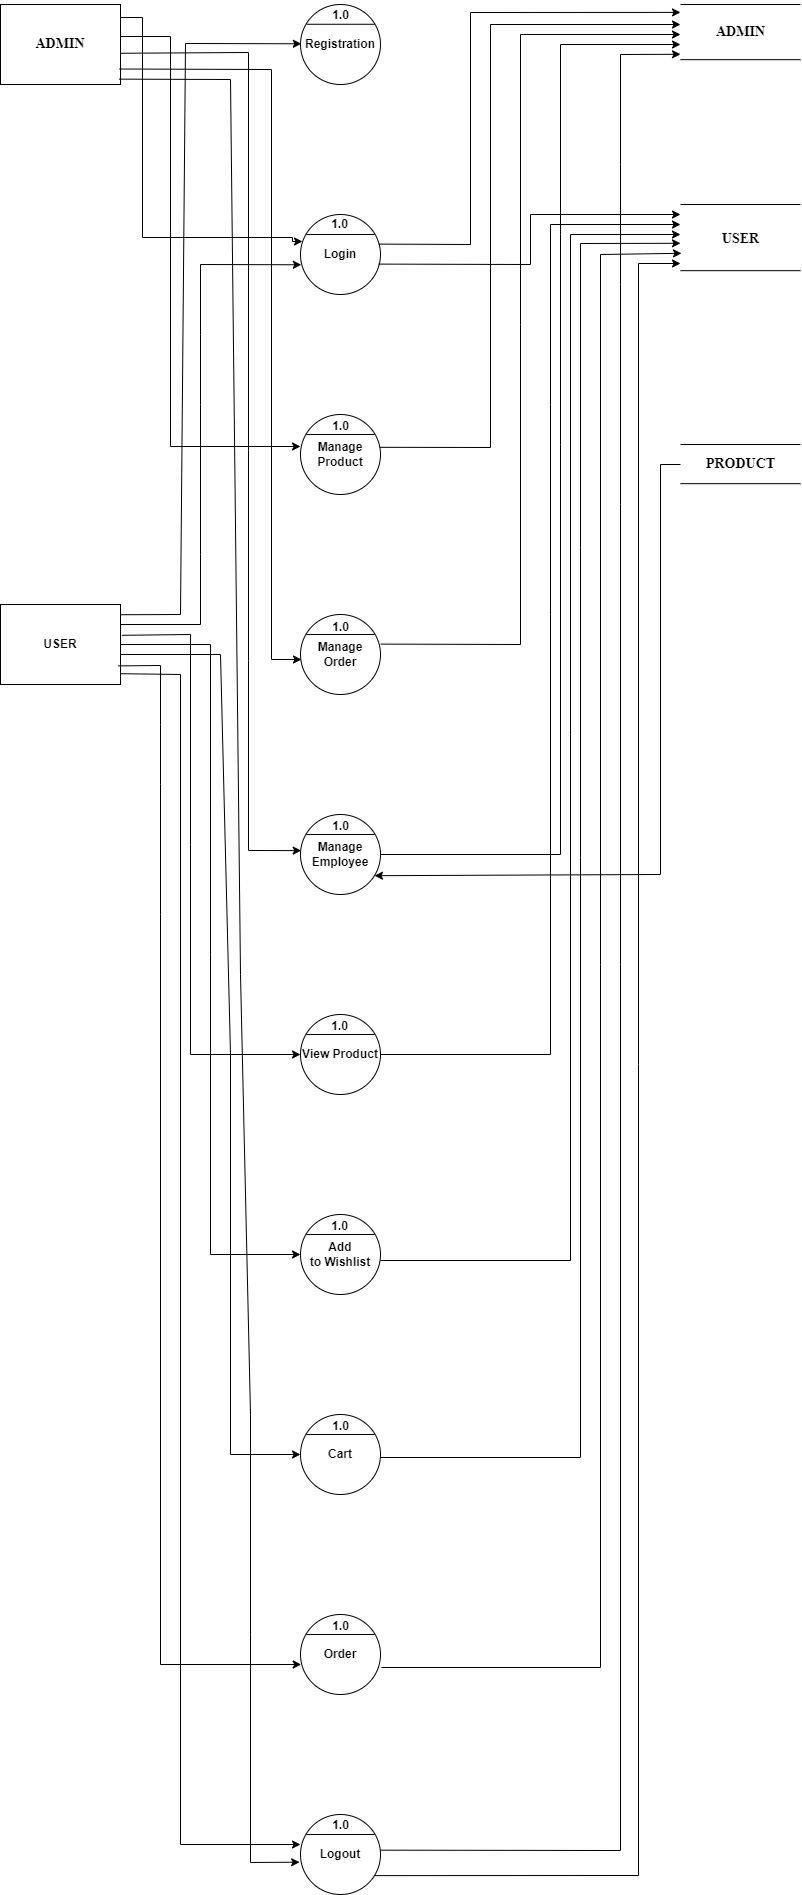 ADMIN
1.0
Registration
ADMIN
1.0
Login
USER
1.0
Manage
Product
PRODUCT
USER
1.0
Manage
Order
1.0
Manage
Employee
1.0
View Product
1.0
Add
to Wishlist
1.0
Cart
1.0
Order
1.0
Logout